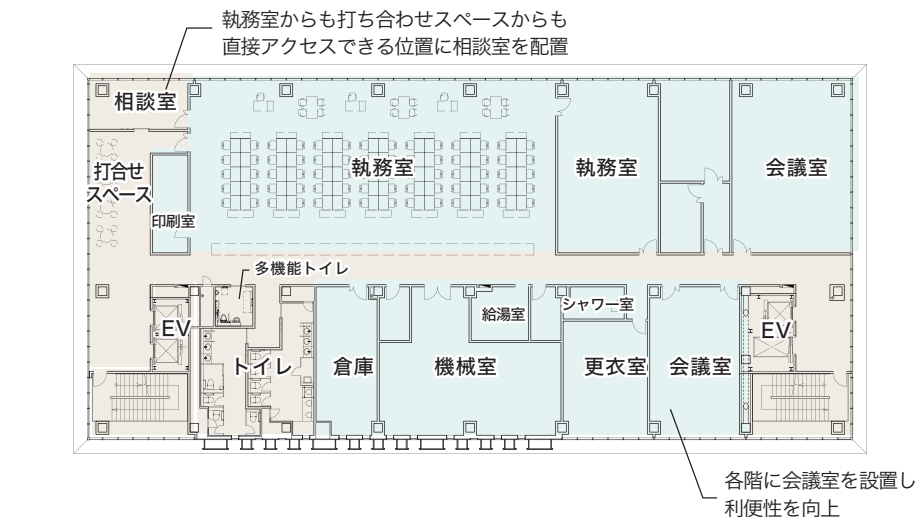 執務室からも打ち合わせスペースからも
直接アクセスできる位置に相談室を配置
相談室
打合せ
スペース
印刷室
執務室
執務室
会議室
多機能トイレ
EV
トイレ
倉庫
機械室
給湯室
シャワー室
更衣室
会議室
EV
各階に会議室を設置し
利便性を向上